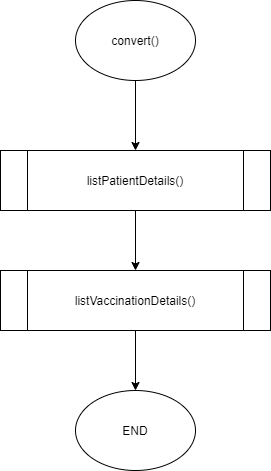 convert()
listPatientDetails()
listVaccinationDetails()
END